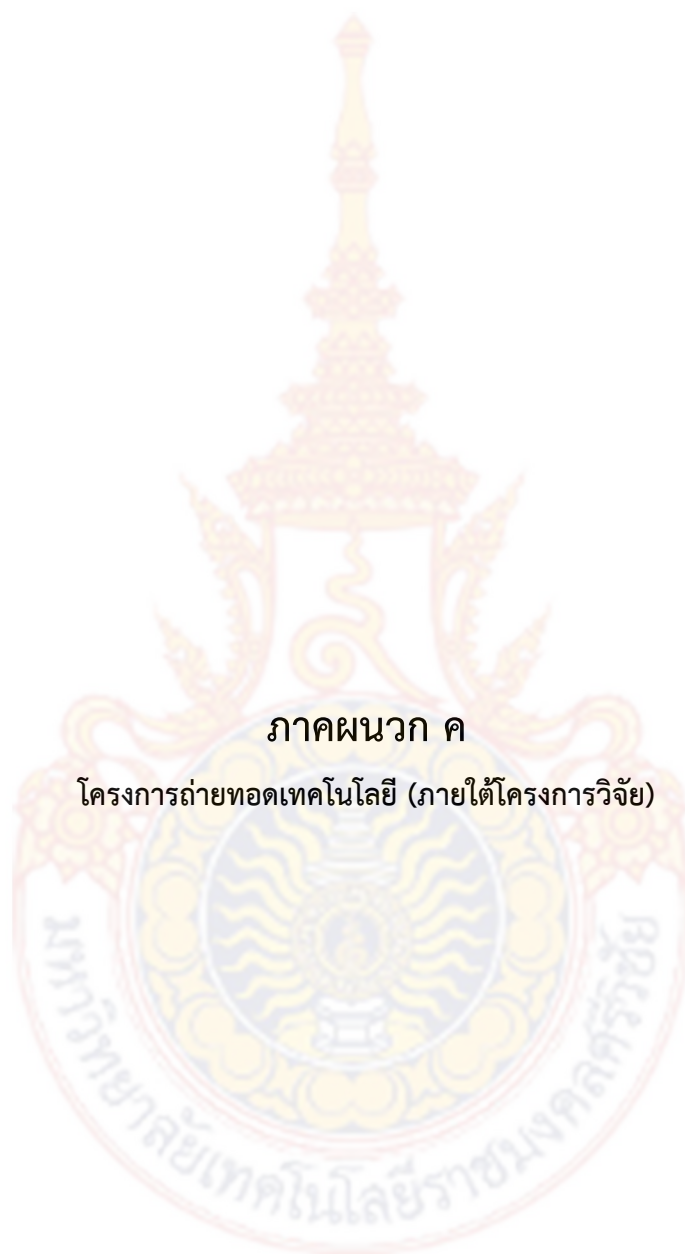 ภาคผนวก ค
โครงการถ่ายทอดเทคโนโลยี (ภายใต้โครงการวิจัย)
มหาวิทยาลัยเทคโนโลยีราชมงคลศรีวิชัย